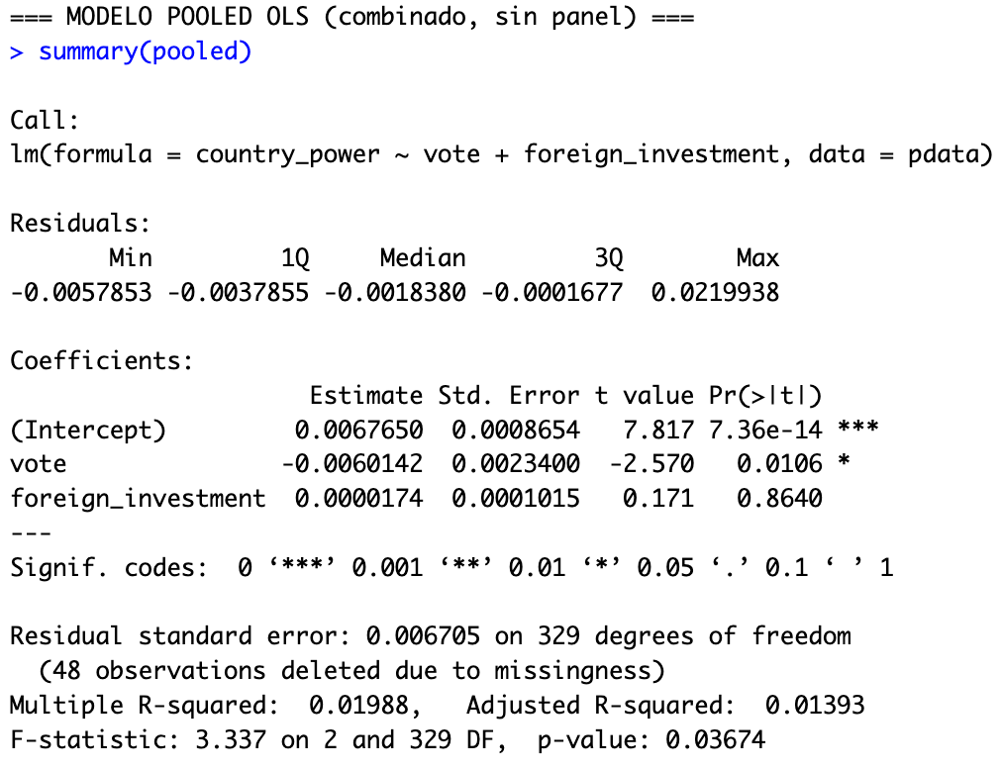 === MODELO POOLED OLS (combinado, sin panel) ===
> summary(pooled)
Call:
lm(formula = country_power ~ vote + foreign_investment, data = pdata)
Residuals:
Min 1Q Median 3Q Max
-0.0057853 -0.0037855 -0.0018380 -0.0001677 0.0219938
Coefficients:
Estimate Std. Error t value Pr(>|t|)
(Intercept) 0.0067650 0.0008654 7.817 7.36e-14 ***
vote -0.0060142 0.0023400 -2.570 0.0106 *
foreign_investment 0.0000174 0.0001015 0.171 0.8640
---
Signif. codes: 0 ‘***’ 0.001 ‘**’ 0.01 ‘*’ 0.05 ‘.’ 0.1 ‘ ’ 1
Residual standard error: 0.006705 on 329 degrees of freedom
(48 observations deleted due to missingness)
Multiple R-squared: 0.01988, Adjusted R-squared: 0.01393
F-statistic: 3.337 on 2 and 329 DF, p-value: 0.03674